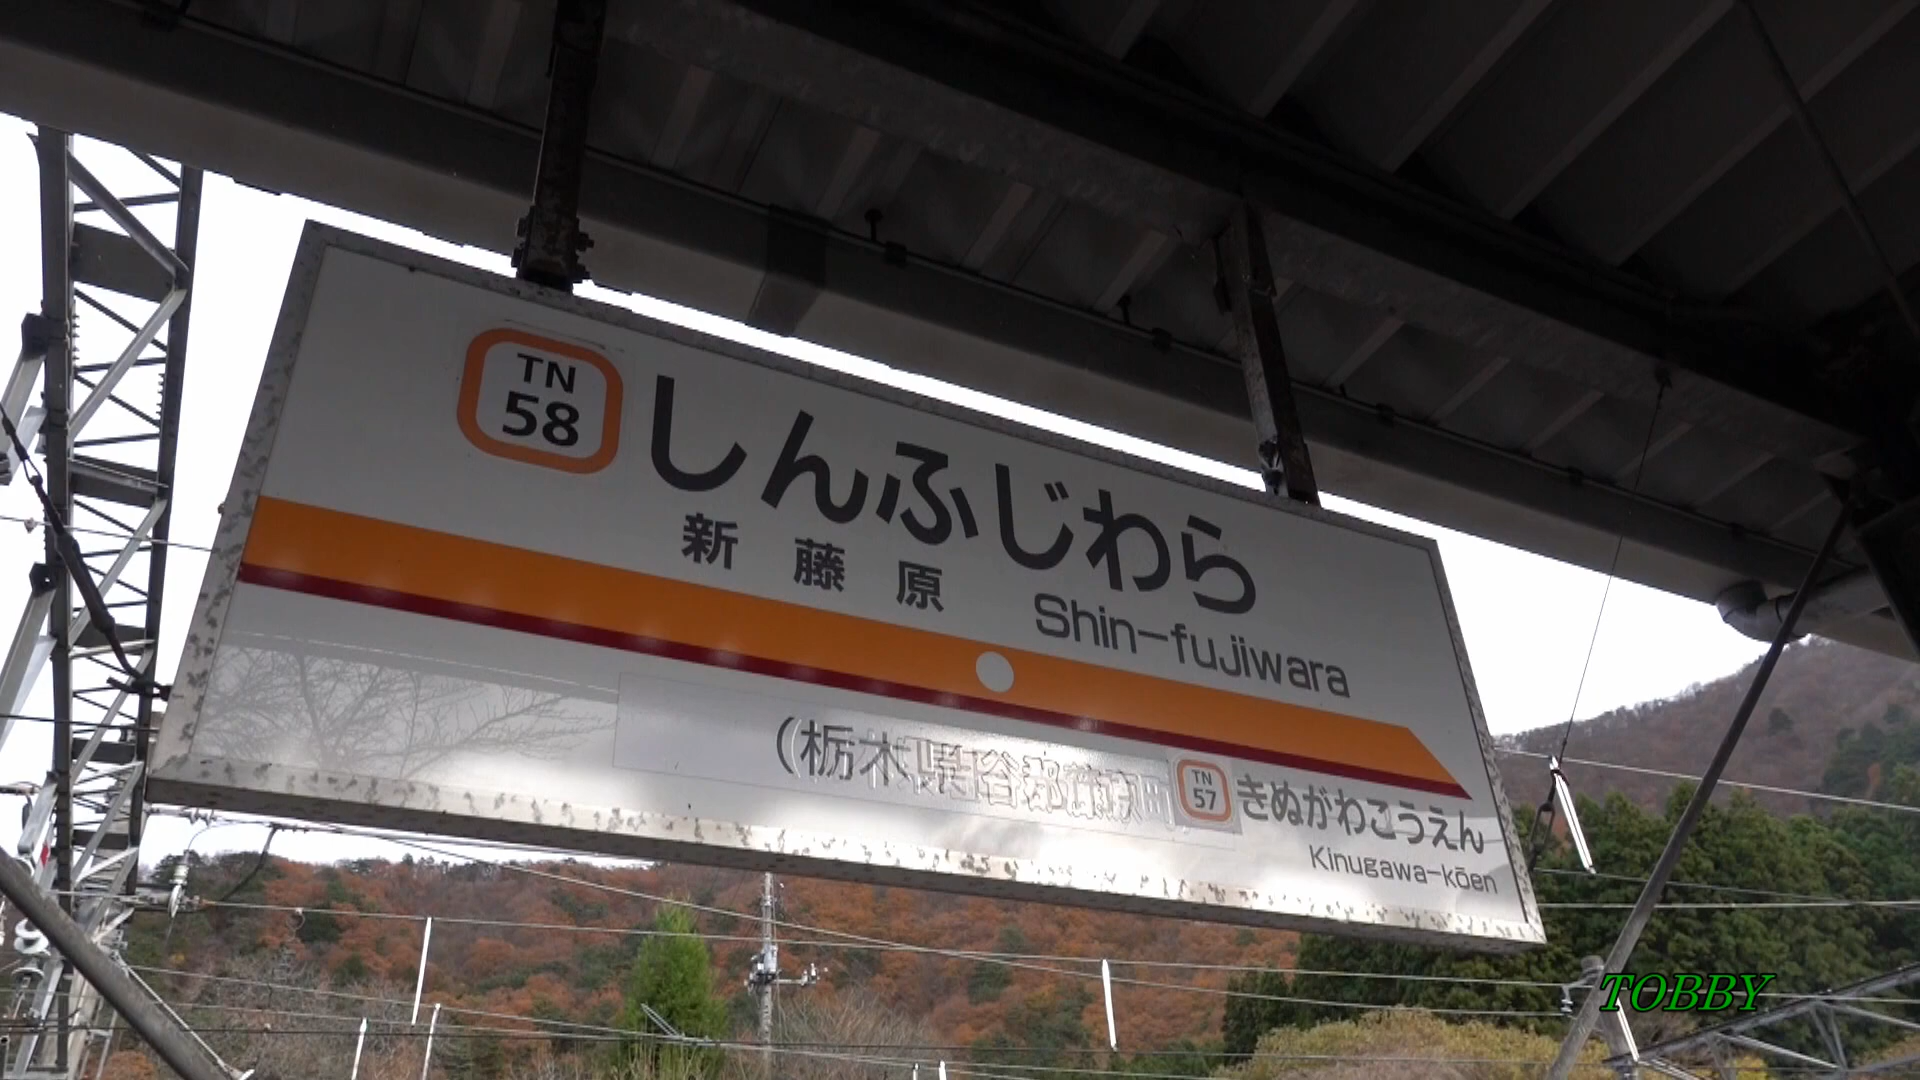 TN
58
しんふじわら
新藤原
Shin-fujiwara
(栃木県塩谷郡藤原町)
TN
57
きぬがわこうえん
Kinugawa-kōen
TOBBY